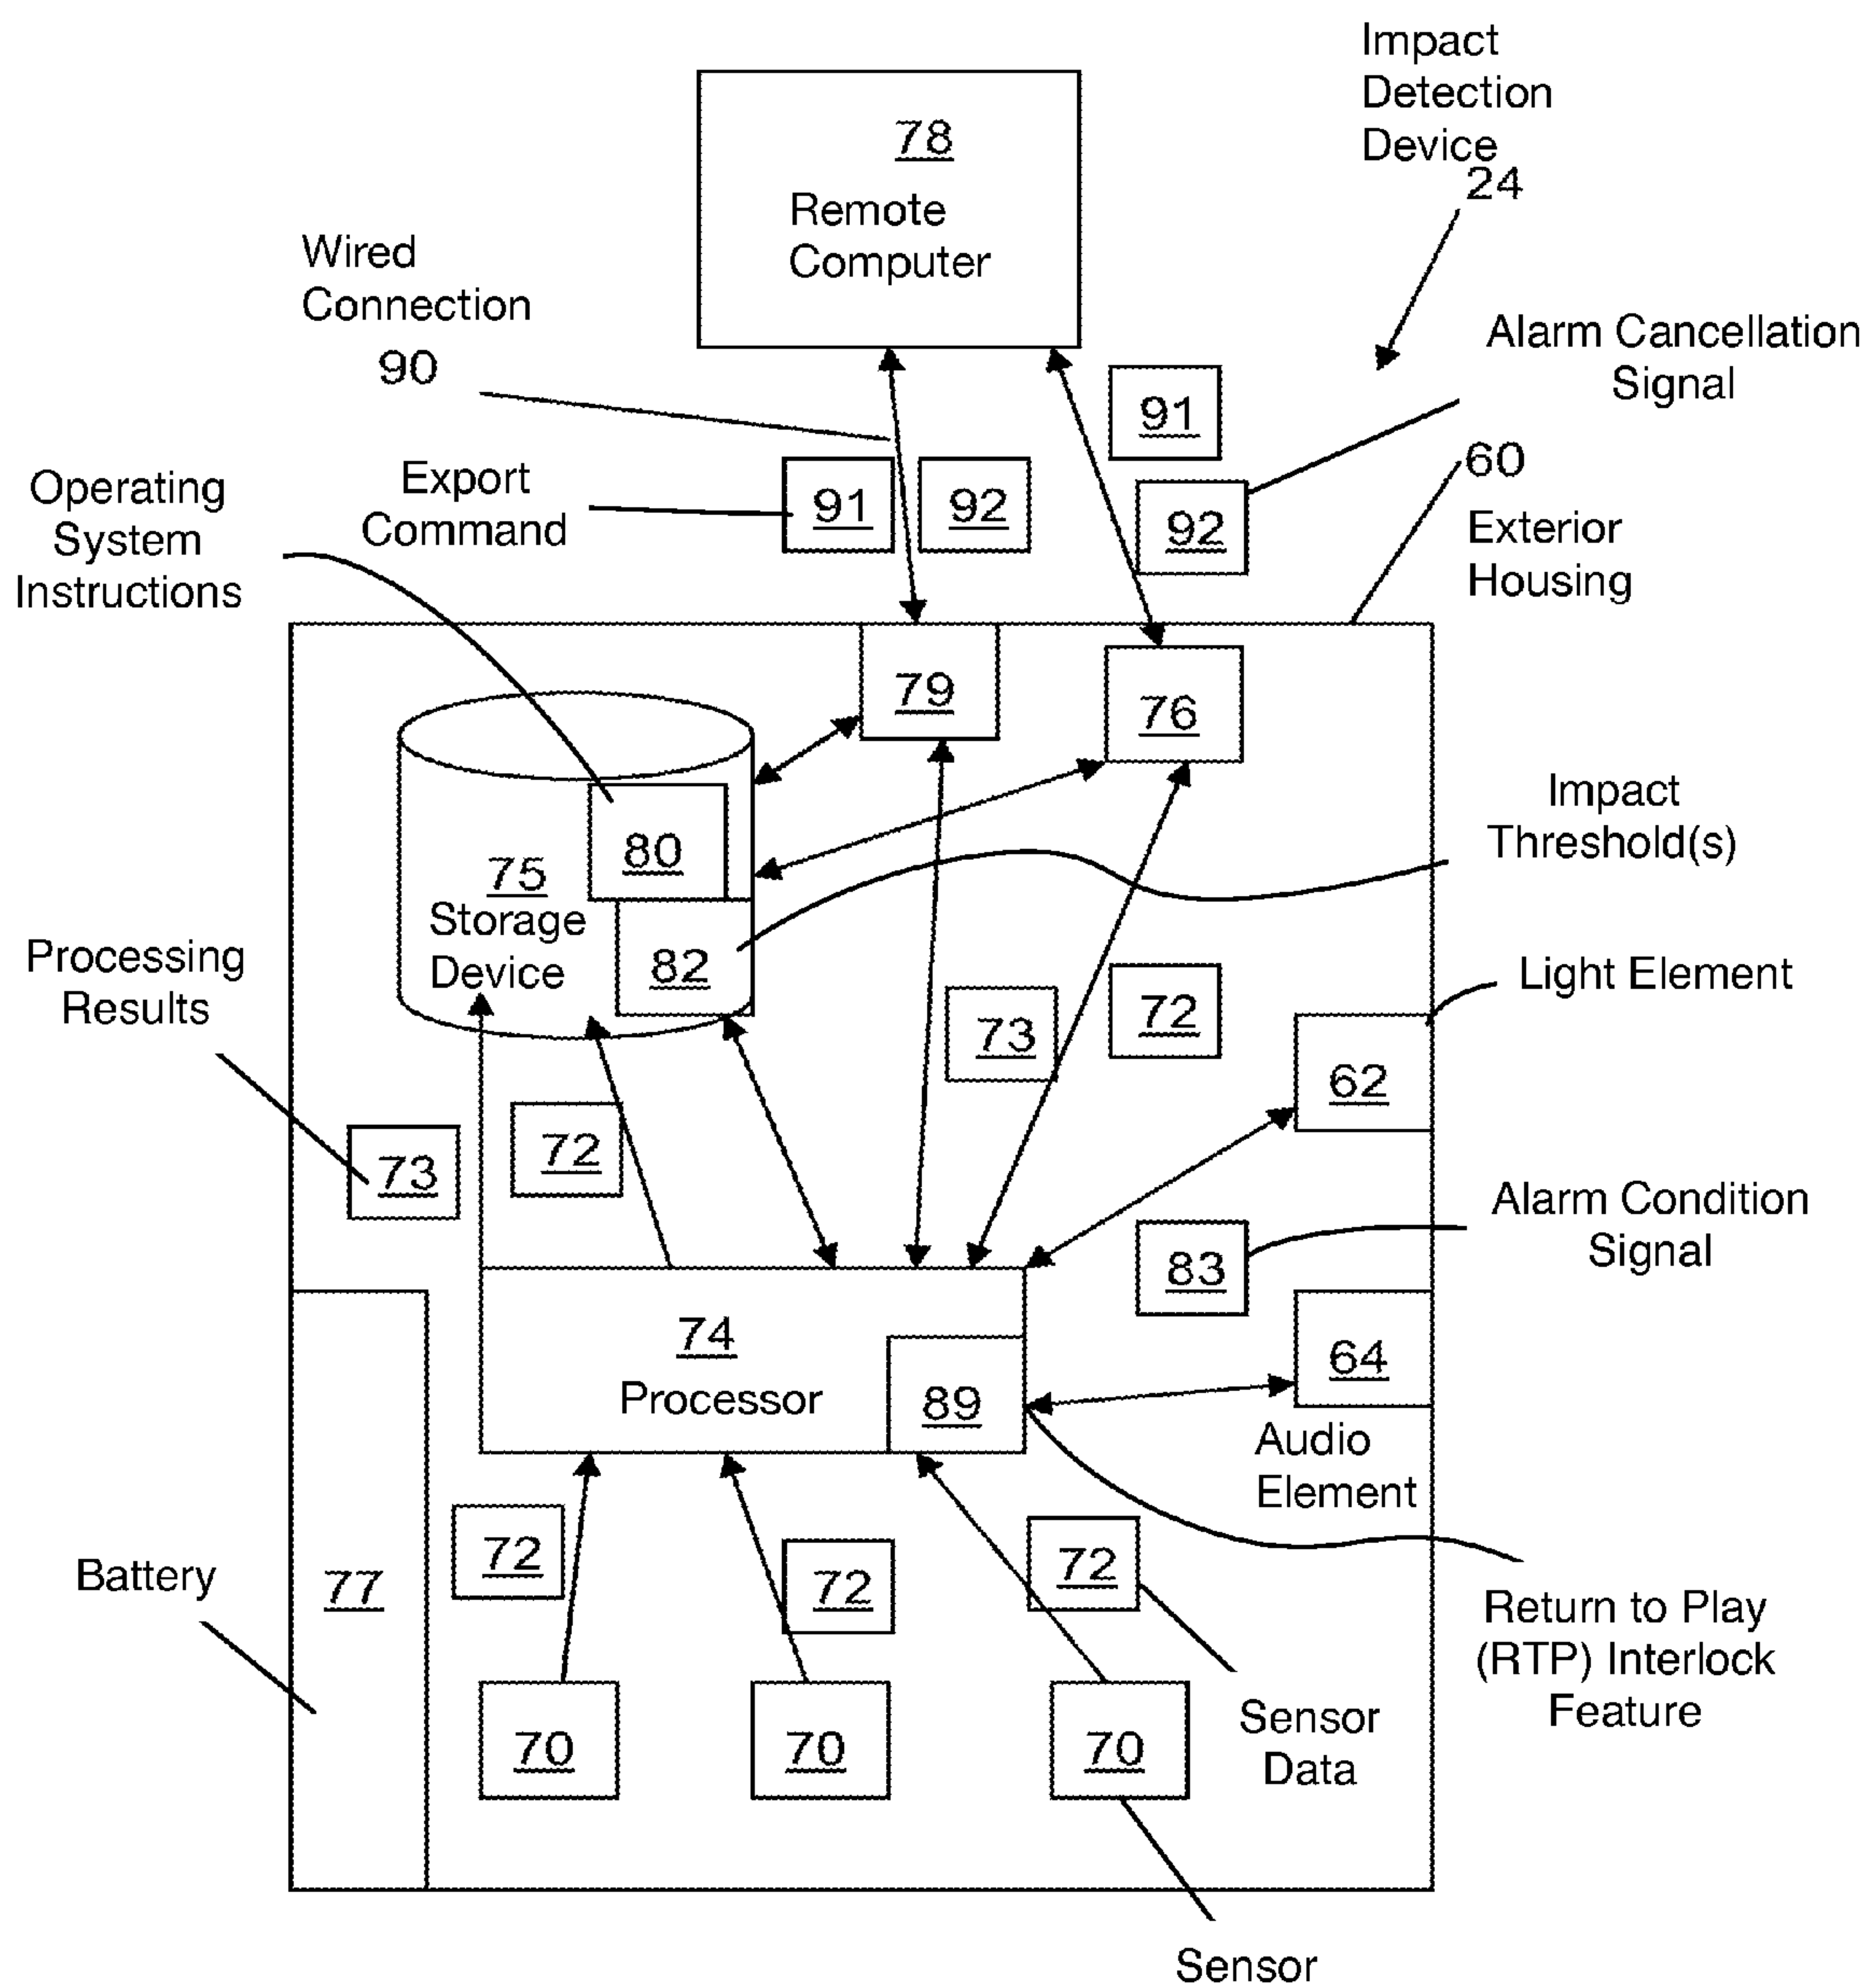 Impact
Detection
Device
24
78
Remote
Computer
Wired
Connection
90
Alarm Cancellation
Signal
91
60
Exterior
Housing
Export
Command
91
92
92
Operating
System
Instructions
79
76
80
75
Storage
Device
82
Impact
Threshold(s)
Processing
Results
Light Element
73
72
62
72
73
Alarm Condition
Signal
83
74
Processor
89
64
Audio
Element
72
72
72
Battery
77
Return to Play
(RTP) Interlock
Feature
70
70
70
Sensor
Data
Sensor